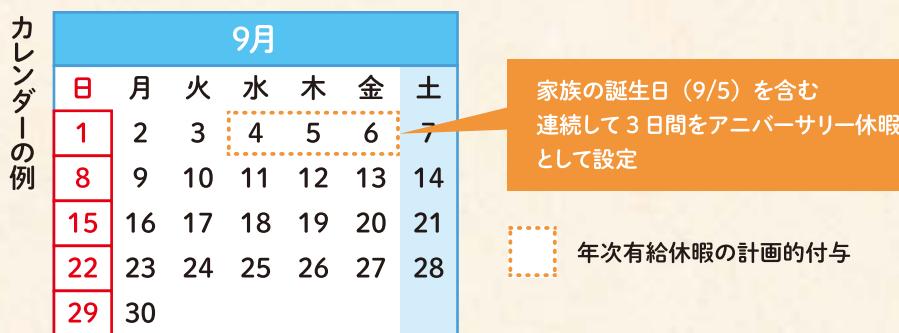 カレンダーの例
9月
日 月 火 水 木 金 土
1 2 3 4 5 6 7
8 9 10 11 12 13 14
15 16 17 18 19 20 21
22 23 24 25 26 27 28
29 30
家族の誕生日（9/5）を含む
連続して3日間をアニバーサリー休暇
として設定
年次有給休暇の計画的付与